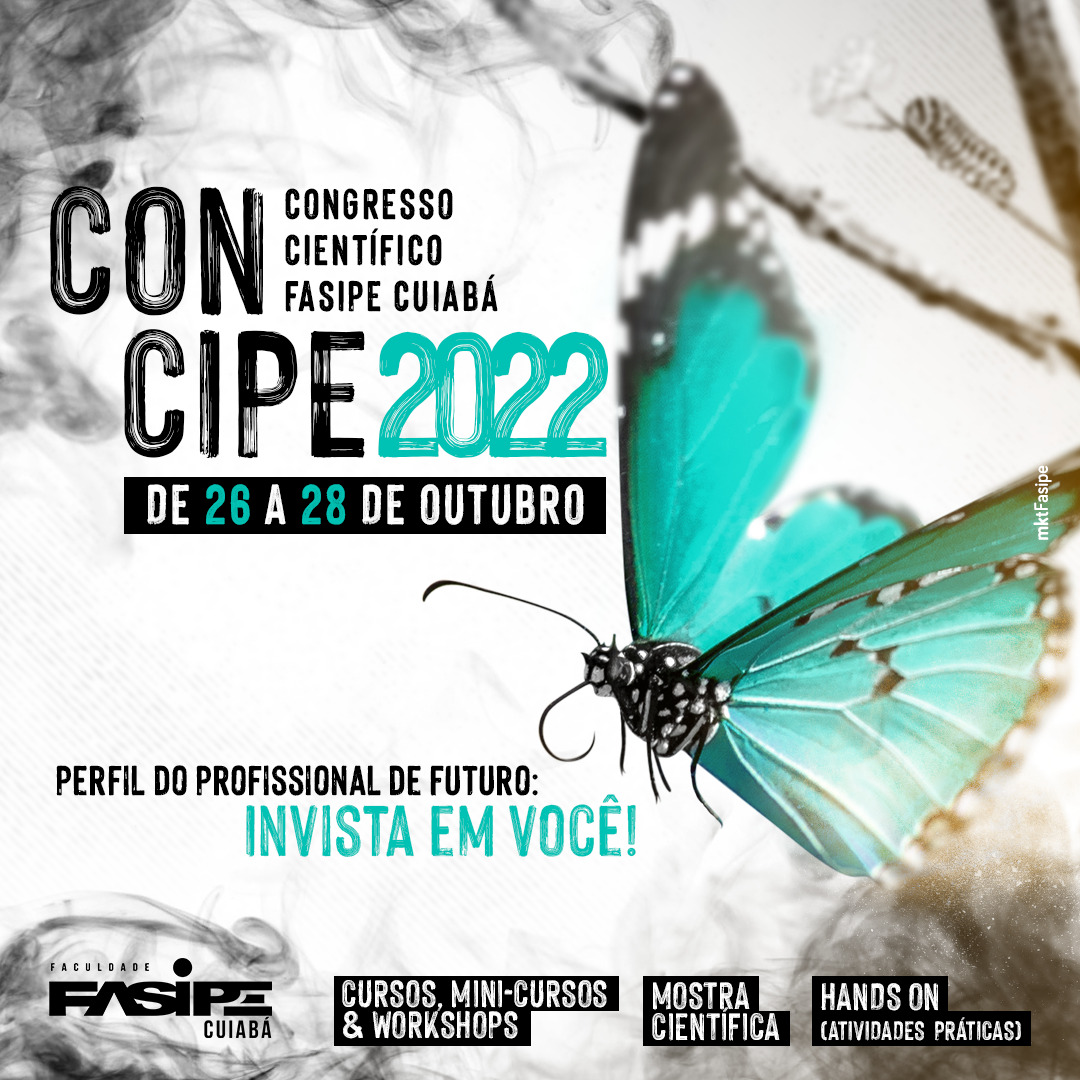 CON
CONGRESSO
CIENTÍFICO
FASIPE CUIABÁ
CIPE 2022
DE 26 A 28 DE OUTUBRO
mktFasipe
PERFIL DO PROFISSIONAL DE FUTURO:
INVISTA EM VOCÊ!
FACULDADE
FASIPE
CUIABÁ
CURSOS, MINI-CURSOS
& WORKSHOPS
MOSTRA
CIENTÍFICA
HANDS ON
(ATIVIDADES PRÁTICAS)